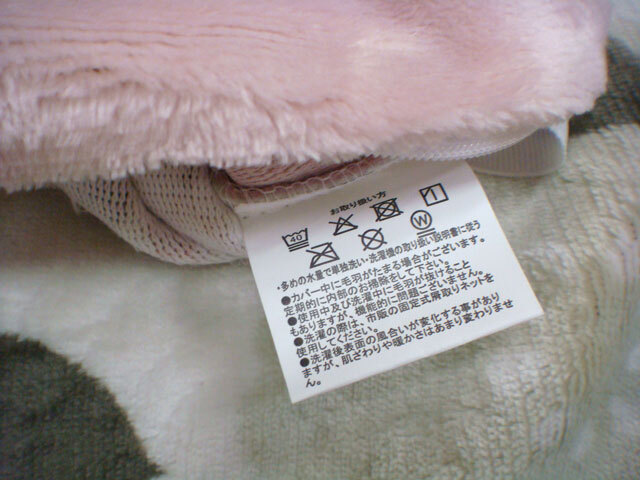 お取り扱い方
40
W
・多めの水量で単独洗い・洗濯機の取り扱い説明書に従う
●カバー中に毛羽がたまる場合がございます。
定期的に内部のお掃除をして下さい。
●使用中及び洗濯中に毛羽が抜けること
もありますが、機能的に問題ございません。
●洗濯の際は、市販の固定式屑取りネットを
使用してください。
●洗濯後表面の風合いが変化する事があり
ますが、肌ざわりや暖かさはあまり変わりませ
ん。